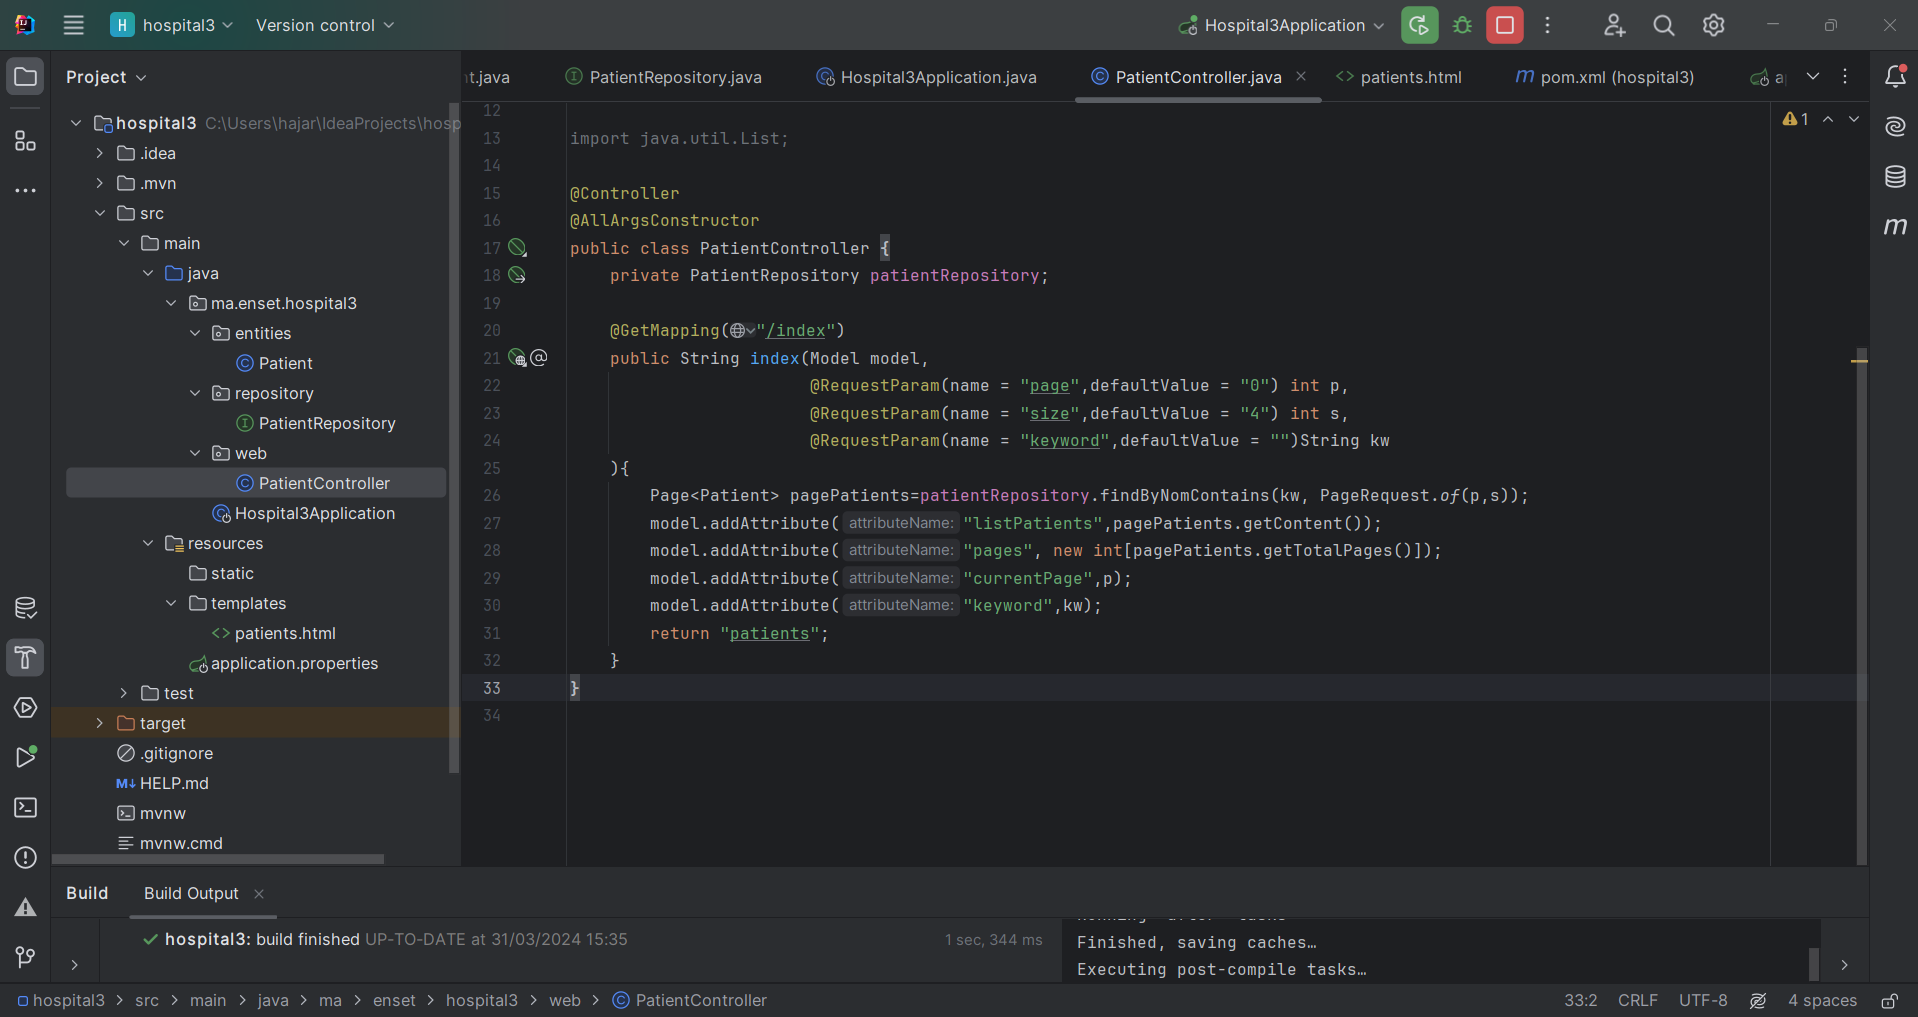 H hospital3 Version control Hospital3Application
Project
t.java PatientRepository.java Hospital3Application.java PatientController.java patients.html m pom.xml (hospital3)
hospital3 C:\Users\hajar\IdeaProjects\hosp
.idea
.mvn
src
main
java
ma.enset.hospital3
entities
Patient
repository
PatientRepository
web
PatientController
Hospital3Application
resources
static
templates
patients.html
application.properties
test
target
.gitignore
HELP.md
mvnw
mvnw.cmd
1
12
13 import java.util.List;
14
15 @Controller
16 @AllArgsConstructor
17 public class PatientController {
18 private PatientRepository patientRepository;
19
20 @GetMapping("/index")
21 public String index(Model model,
22 @RequestParam(name = "page",defaultValue = "0") int p,
23 @RequestParam(name = "size",defaultValue = "4") int s,
24 @RequestParam(name = "keyword",defaultValue = "")String kw
25 ){
26 Page<Patient> pagePatients=patientRepository.findByNomContains(kw, PageRequest.of(p,s));
27 model.addAttribute( attributeName: "listPatients",pagePatients.getContent());
28 model.addAttribute( attributeName: "pages", new int[pagePatients.getTotalPages()]);
29 model.addAttribute( attributeName: "currentPage",p);
30 model.addAttribute( attributeName: "keyword",kw);
31 return "patients";
32 }
33 }
34
Build Build Output
hospital3: build finished UP-TO-DATE at 31/03/2024 15:35 1 sec, 344 ms
Finished, saving caches…
Executing post-compile tasks…
hospital3 > src > main > java > ma > enset > hospital3 > web > PatientController 33:2 CRLF UTF-8 4 spaces